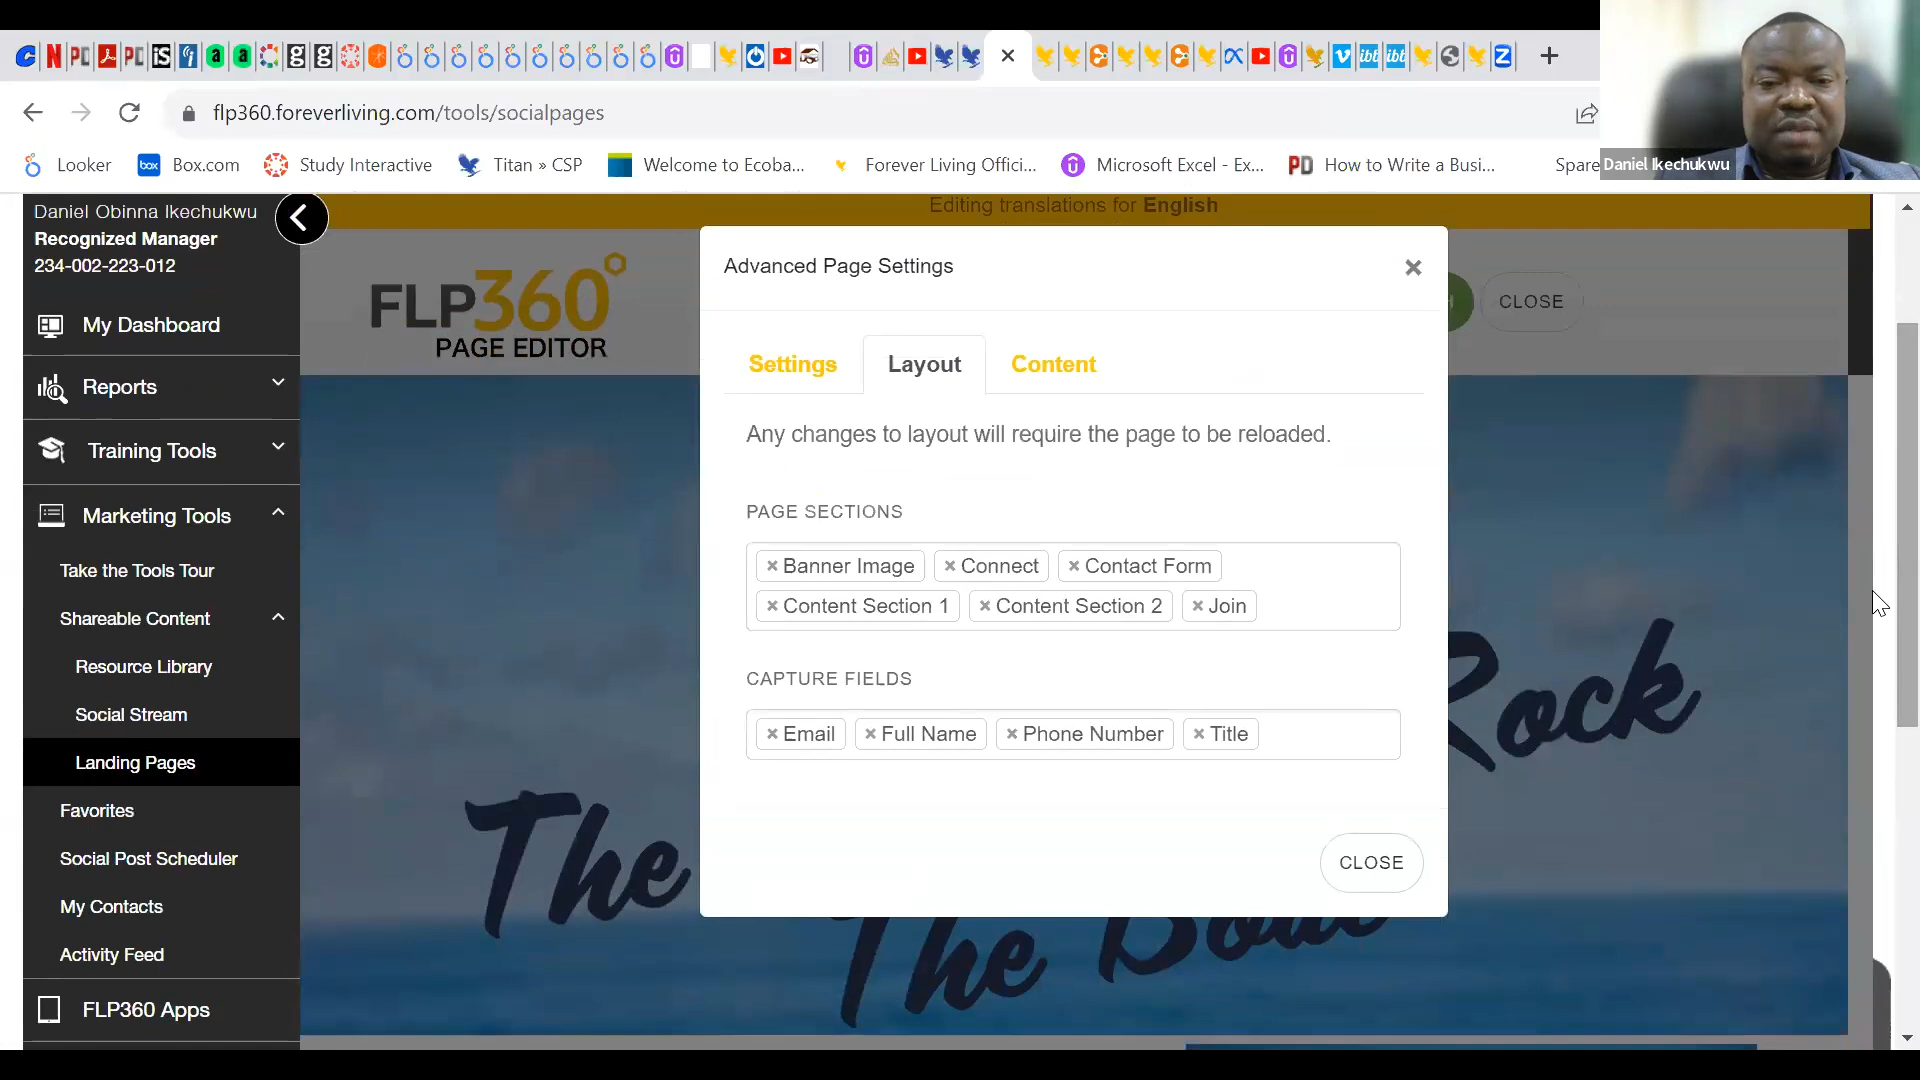 flp360.foreverliving.com/tools/socialpages
Looker
Box.com
Study Interactive
Titan » CSP
Welcome to Ecoba...
Forever Living Offici...
Microsoft Excel - Ex...
How to Write a Busi...
Spare
Daniel Ikechukwu
Daniel Obinna Ikechukwu
Recognized Manager
234-002-223-012
My Dashboard
Reports
Training Tools
Marketing Tools
Take the Tools Tour
Shareable Content
Resource Library
Social Stream
Landing Pages
Favorites
Social Post Scheduler
My Contacts
Activity Feed
FLP360 Apps
Editing translations for English
FLP360
PAGE EDITOR
H
CLOSE
Advanced Page Settings
Settings
Layout
Content
Any changes to layout will require the page to be reloaded.
PAGE SECTIONS
× Banner Image × Connect × Contact Form
× Content Section 1 × Content Section 2 × Join
CAPTURE FIELDS
× Email × Full Name × Phone Number × Title
CLOSE
The Rock
The